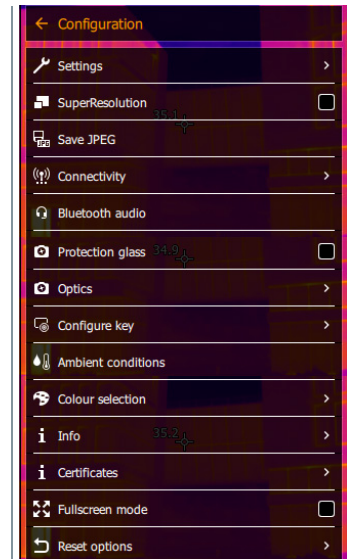 Configuration
Settings
SuperResolution
35.1
JPG
Save JPEG
Connectivity
Bluetooth audio
Protection glass 34.9
Optics
Configure key
Ambient conditions
Colour selection
Info 35.2
Certificates
Fullscreen mode
Reset options